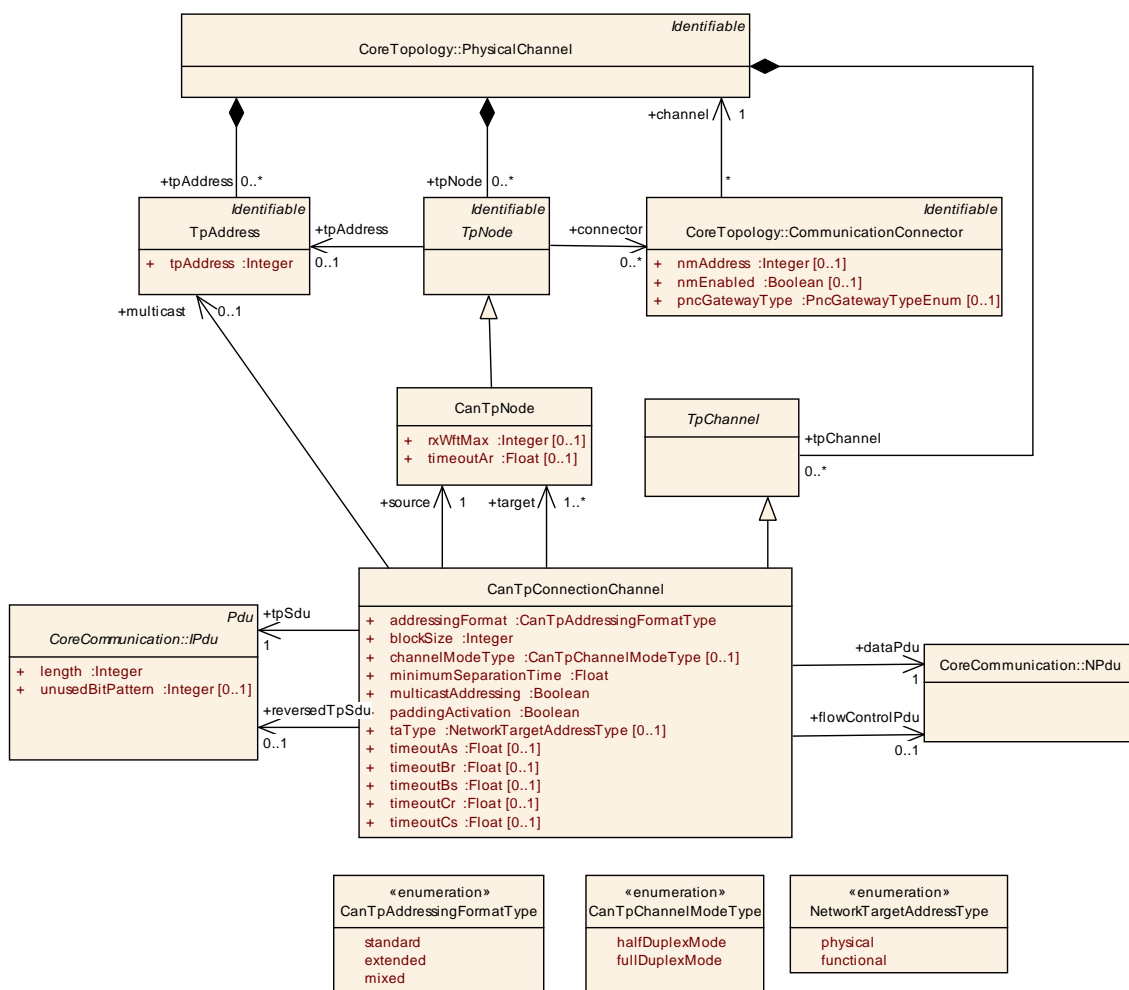 Identifiable
CoreTopology::PhysicalChannel
+channel 1
+tpAddress 0..*
+tpNode 0..*
*
Identifiable
TpAddress
+ tpAddress :Integer
+tpAddress
0..1
Identifiable
TpNode
+connector
0..*
Identifiable
CoreTopology::CommunicationConnector
+ nmAddress :Integer [0..1]
+ nmEnabled :Boolean [0..1]
+ pncGatewayType :PncGatewayTypeEnum [0..1]
+multicast 0..1
CanTpNode
+ rxWftMax :Integer [0..1]
+ timeoutAr :Float [0..1]
TpChannel
+tpChannel
0..*
+source 1
+target 1..*
CanTpConnectionChannel
+ addressingFormat :CanTpAddressingFormatType
+ blockSize :Integer
+ channelModeType :CanTpChannelModeType [0..1]
+ minimumSeparationTime :Float
+ multicastAddressing :Boolean
paddingActivation :Boolean
+ taType :NetworkTargetAddressType [0..1]
+ timeoutAs :Float [0..1]
+ timeoutBr :Float [0..1]
+ timeoutBs :Float [0..1]
+ timeoutCr :Float [0..1]
+ timeoutCs :Float [0..1]
Pdu
CoreCommunication::IPdu
+ length :Integer
+ unusedBitPattern :Integer [0..1]
+tpSdu
1
+reversedTpSdu
0..1
+dataPdu
1
+flowControlPdu
0..1
CoreCommunication::NPdu
«enumeration»
CanTpAddressingFormatType
standard
extended
mixed
«enumeration»
CanTpChannelModeType
halfDuplexMode
fullDuplexMode
«enumeration»
NetworkTargetAddressType
physical
functional